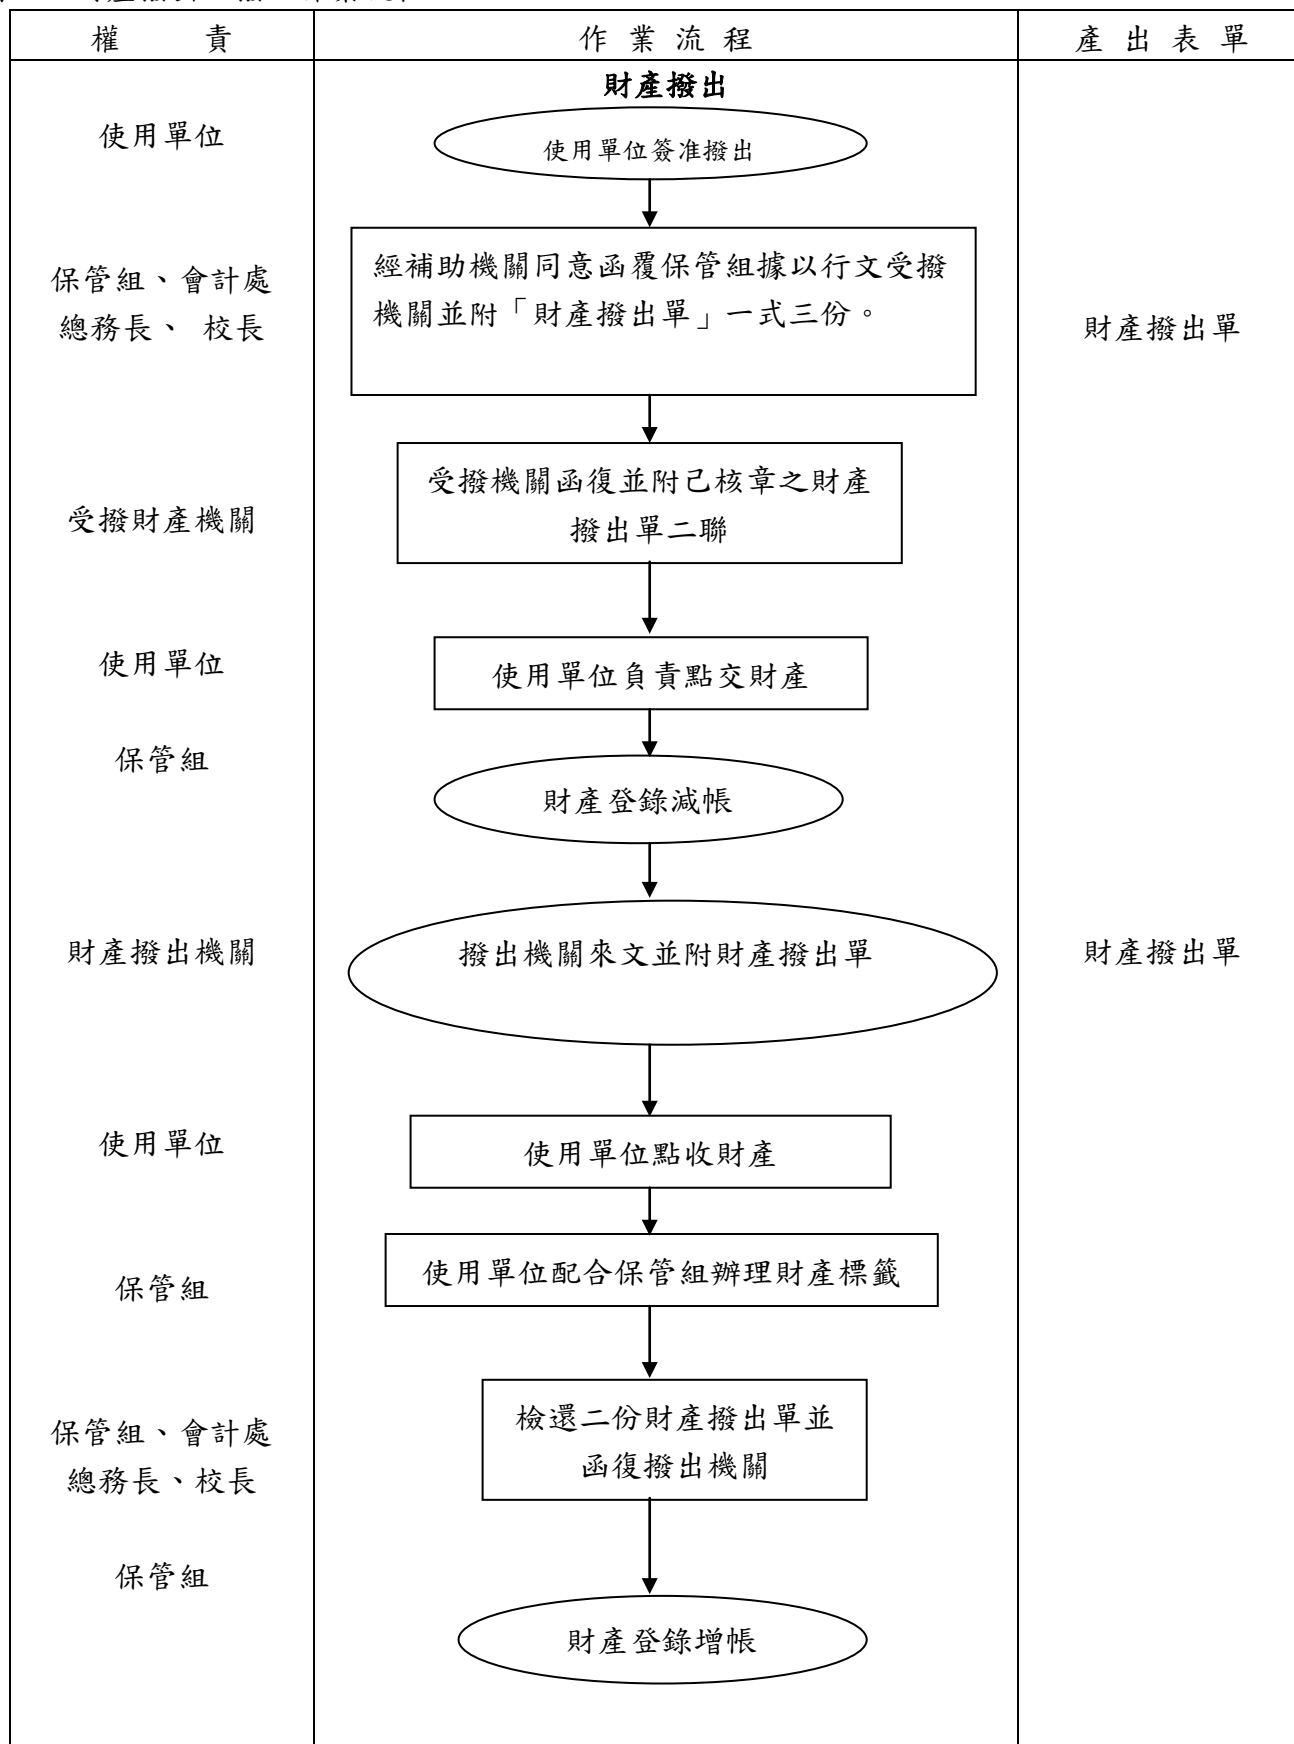 權 責 作 業 流 程 產 出 表 單
財產撥出
使用單位
使用單位簽准撥出
保管組、會計處
總務長、 校長
經補助機關同意函覆保管組據以行文受撥
機關並附「財產撥出單」一式三份。
財產撥出單
受撥財產機關
受撥機關函復並附已核章之財產
撥出單二聯
使用單位
使用單位負責點交財產
保管組
財產登錄減帳
財產撥出機關
撥出機關來文並附財產撥出單
財產撥出單
使用單位
使用單位點收財產
保管組
使用單位配合保管組辦理財產標籤
保管組、會計處
總務長、校長
檢還二份財產撥出單並
函復撥出機關
保管組
財產登錄增帳